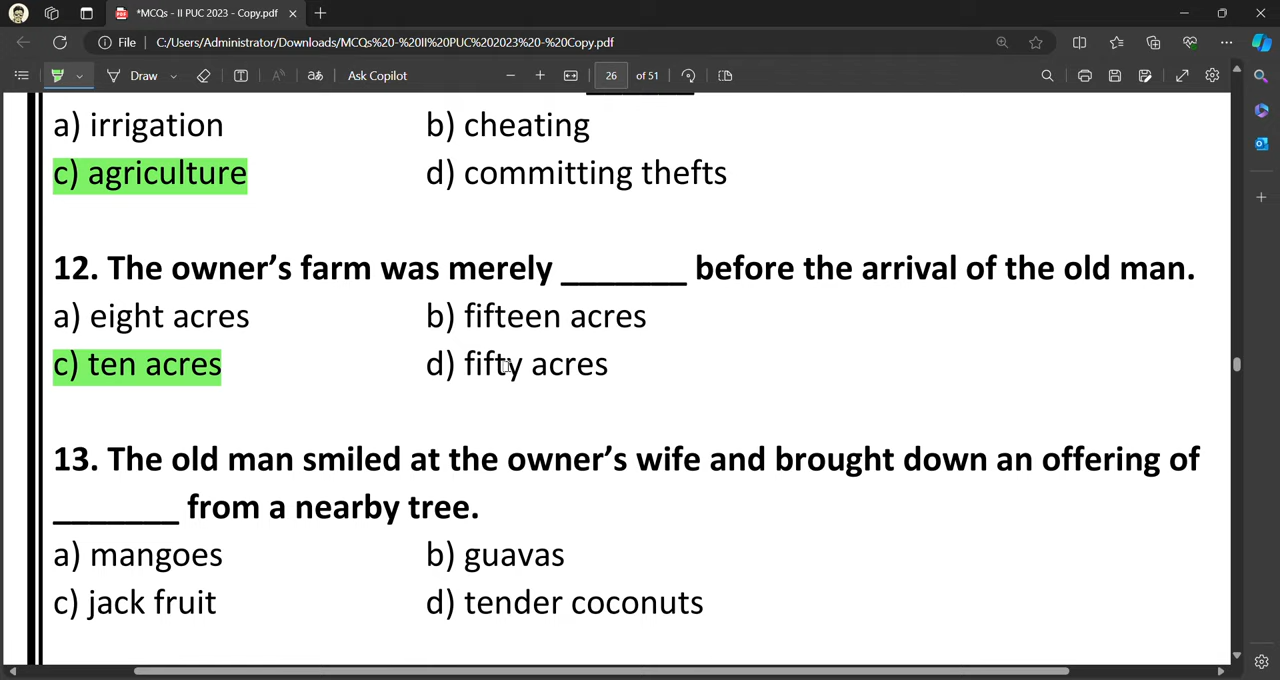 *MCQs - II PUC 2023 - Copy.pdf
File C:/Users/Administrator/Downloads/MCQs%20-%20II%20PUC%202023%20-%20Copy.pdf
Draw Ask Copilot 26 of 51
a) irrigation b) cheating
c) agriculture d) committing thefts
12. The owner’s farm was merely _______ before the arrival of the old man.
a) eight acres b) fifteen acres
c) ten acres d) fifty acres
13. The old man smiled at the owner’s wife and brought down an offering of
_______ from a nearby tree.
a) mangoes b) guavas
c) jack fruit d) tender coconuts